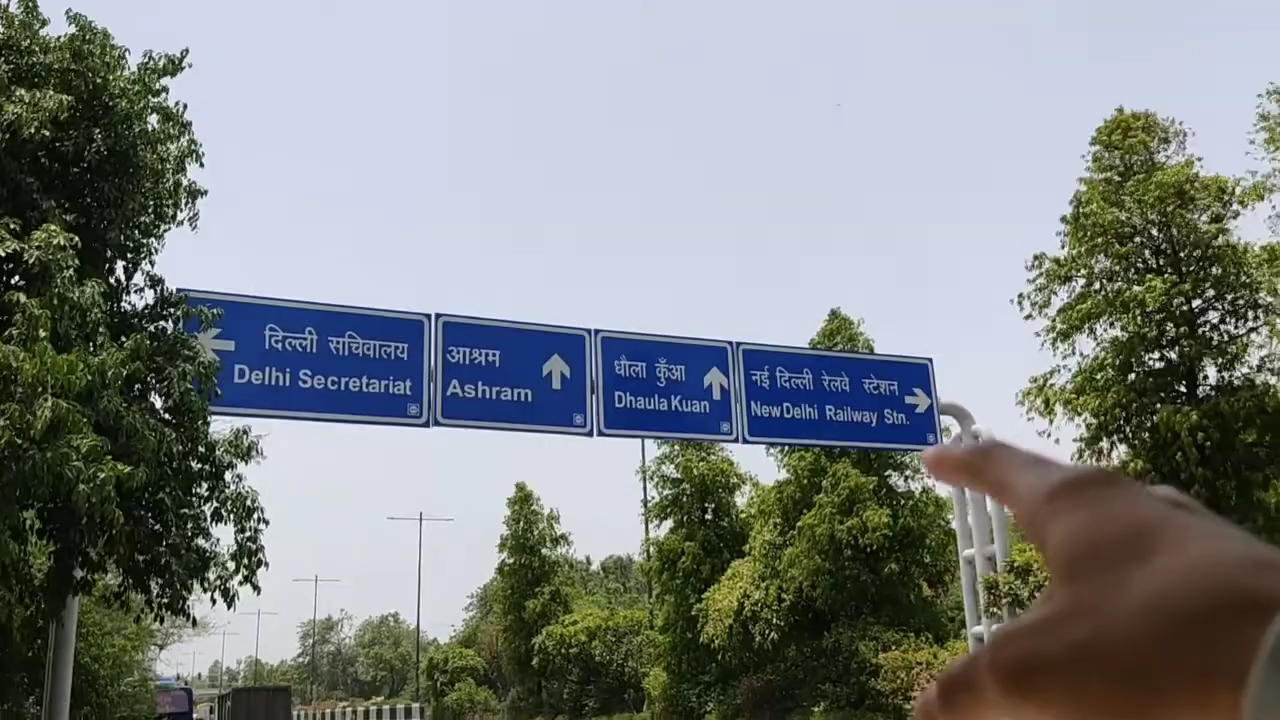 दिल्ली सचिवालय
Delhi Secretariat
आश्रम
Ashram
धौला कुँआ
Dhaula Kuan
नई दिल्ली रेलवे स्टेशन
New Delhi Railway Stn.